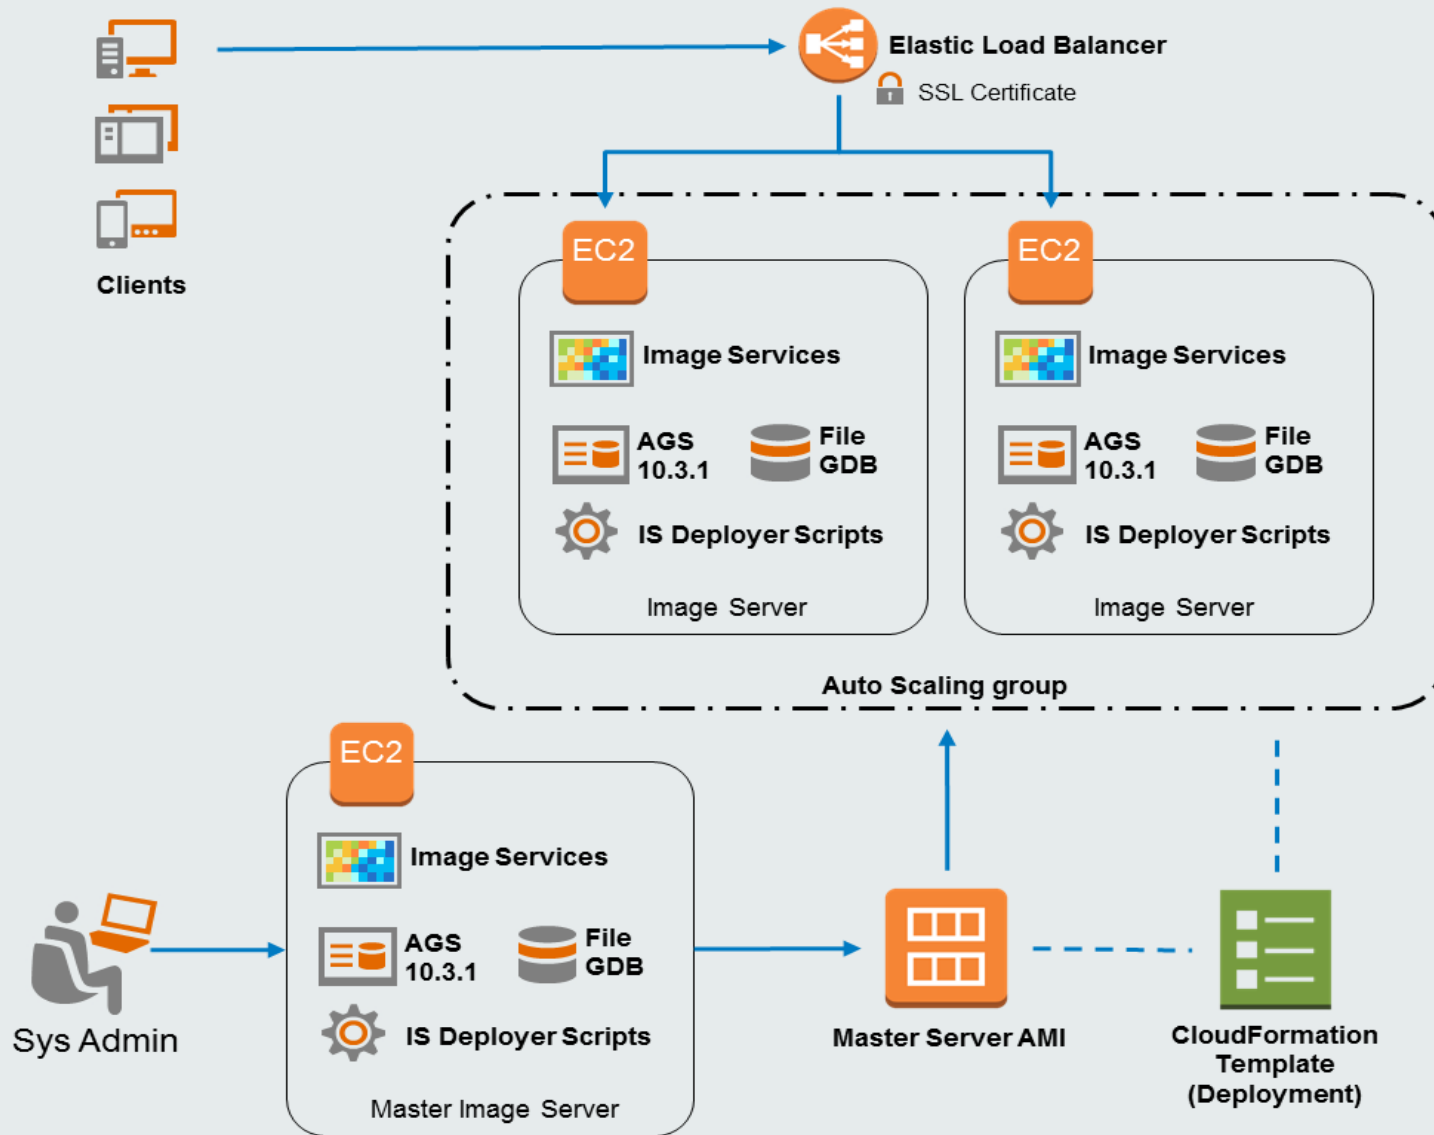 Elastic Load Balancer
SSL Certificate
Clients
EC2
Image Services
AGS
10.3.1
File
GDB
IS Deployer Scripts
Image Server
EC2
Image Services
AGS
10.3.1
File
GDB
IS Deployer Scripts
Image Server
Auto Scaling group
EC2
Image Services
AGS
10.3.1
File
GDB
IS Deployer Scripts
Master Image Server
Sys Admin
Master Server AMI
CloudFormation
Template
(Deployment)